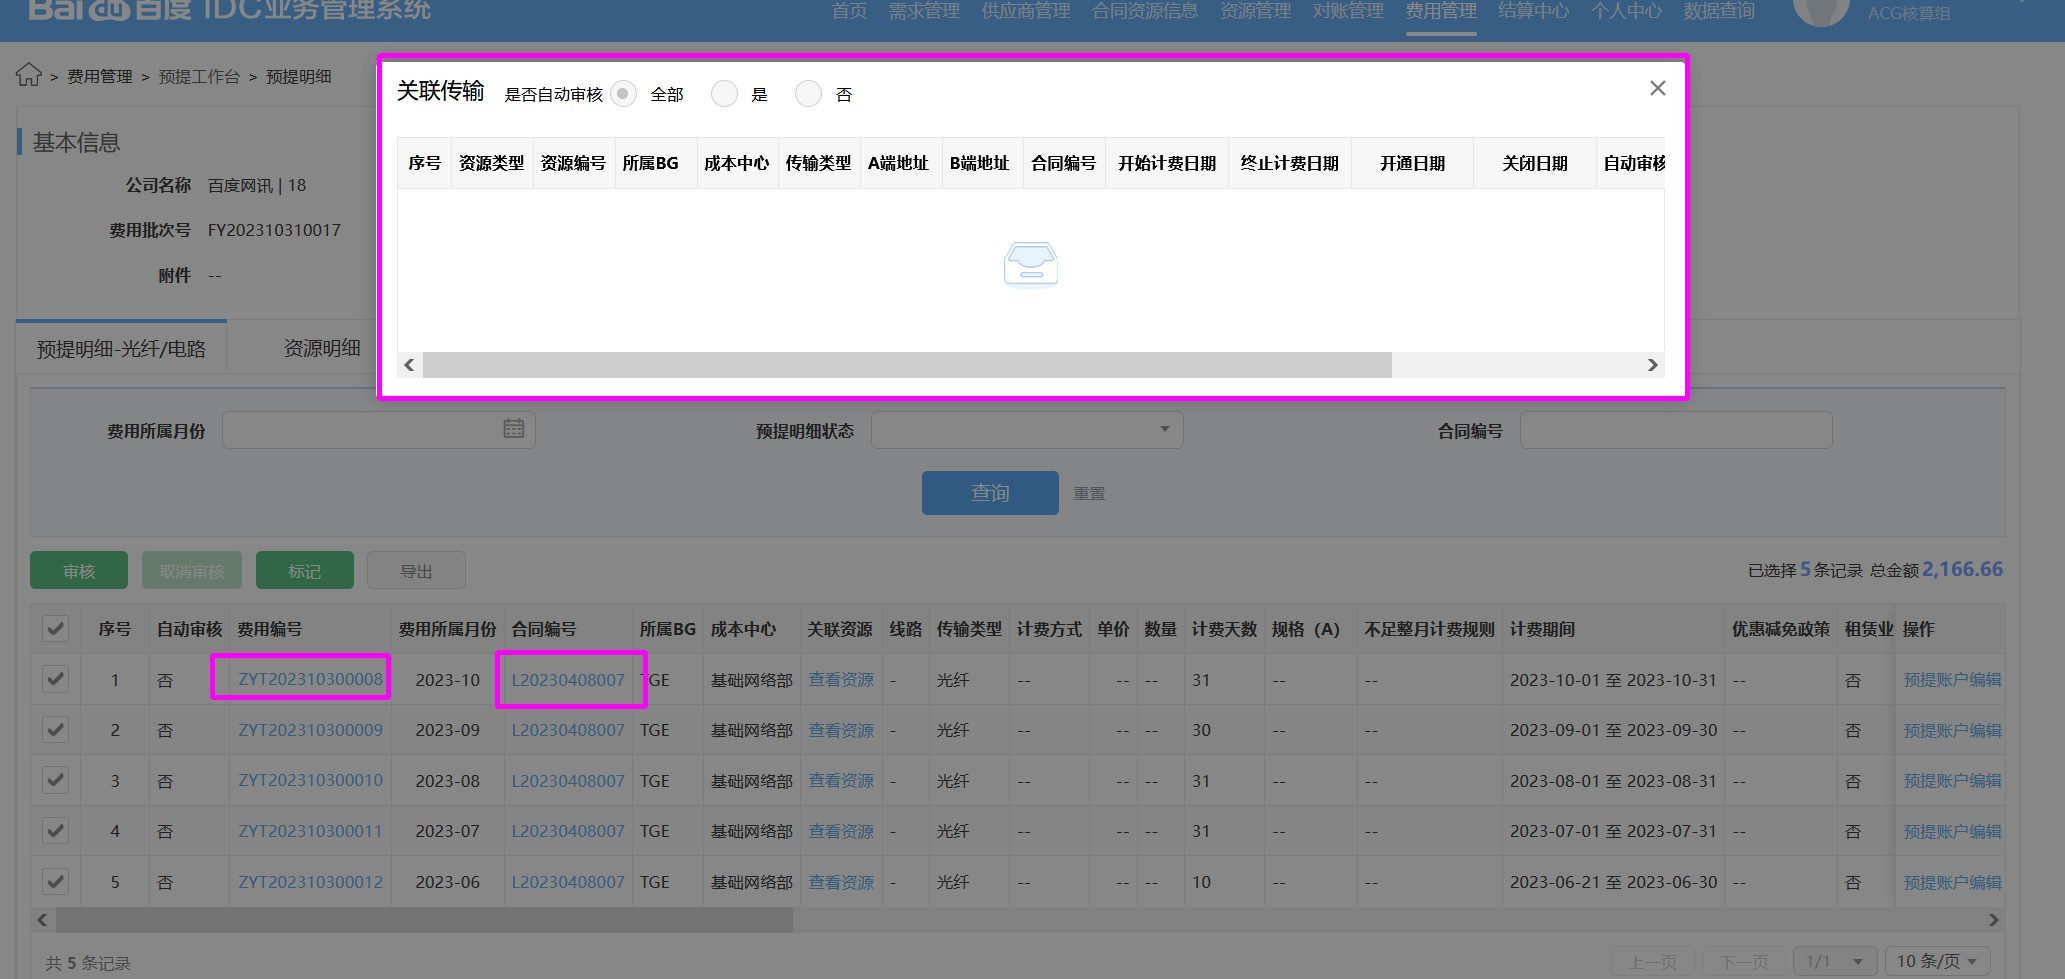 Bai 百度 IDC业务管理系统
首页 需求管理 供应商管理 合同资源信息 资源管理 对账管理 费用管理 结算中心 个人中心 数据查询 ACG核算组
> 费用管理 > 预提工作台 > 预提明细
关联传输 是否自动审核 全部 是 否
序号 资源类型 资源编号 所属BG 成本中心 传输类型 A端地址 B端地址 合同编号 开始计费日期 终止计费日期 开通日期 关闭日期 自动审核
基本信息
公司名称 百度网讯 | 18
费用批次号 FY202310310017
附件 --
预提明细-光纤/电路 资源明细
费用所属月份 预提明细状态 合同编号
查询 重置
审核 取消审核 标记 导出 已选择 5 条记录 总金额 2,166.66
序号 自动审核 费用编号 费用所属月份 合同编号 所属BG 成本中心 关联资源 线路 传输类型 计费方式 单价 数量 计费天数 规格（A） 不足整月计费规则 计费期间 优惠减免政策 租赁业 操作
1 否 ZYT202310300008 2023-10 L20230408007 TGE 基础网络部 查看资源 - 光纤 -- -- -- 31 -- -- 2023-10-01 至 2023-10-31 -- 否 预提账户编辑
2 否 ZYT202310300009 2023-09 L20230408007 TGE 基础网络部 查看资源 - 光纤 -- -- -- 30 -- -- 2023-09-01 至 2023-09-30 -- 否 预提账户编辑
3 否 ZYT202310300010 2023-08 L20230408007 TGE 基础网络部 查看资源 - 光纤 -- -- -- 31 -- -- 2023-08-01 至 2023-08-31 -- 否 预提账户编辑
4 否 ZYT202310300011 2023-07 L20230408007 TGE 基础网络部 查看资源 - 光纤 -- -- -- 31 -- -- 2023-07-01 至 2023-07-31 -- 否 预提账户编辑
5 否 ZYT202310300012 2023-06 L20230408007 TGE 基础网络部 查看资源 - 光纤 -- -- -- 10 -- -- 2023-06-21 至 2023-06-30 -- 否 预提账户编辑
共 5 条记录 上一页 下一页 1/1 10 条/页